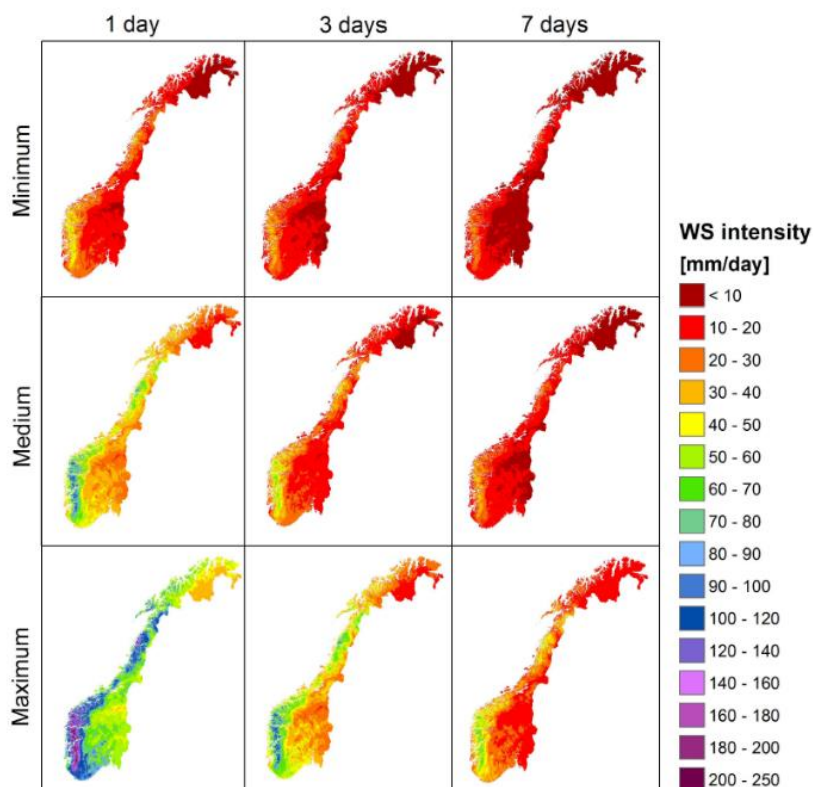 1 day 3 days 7 days
Minimum
Medium
Maximum
WS intensity
[mm/day]
< 10
10 - 20
20 - 30
30 - 40
40 - 50
50 - 60
60 - 70
70 - 80
80 - 90
90 - 100
100 - 120
120 - 140
140 - 160
160 - 180
180 - 200
200 - 250